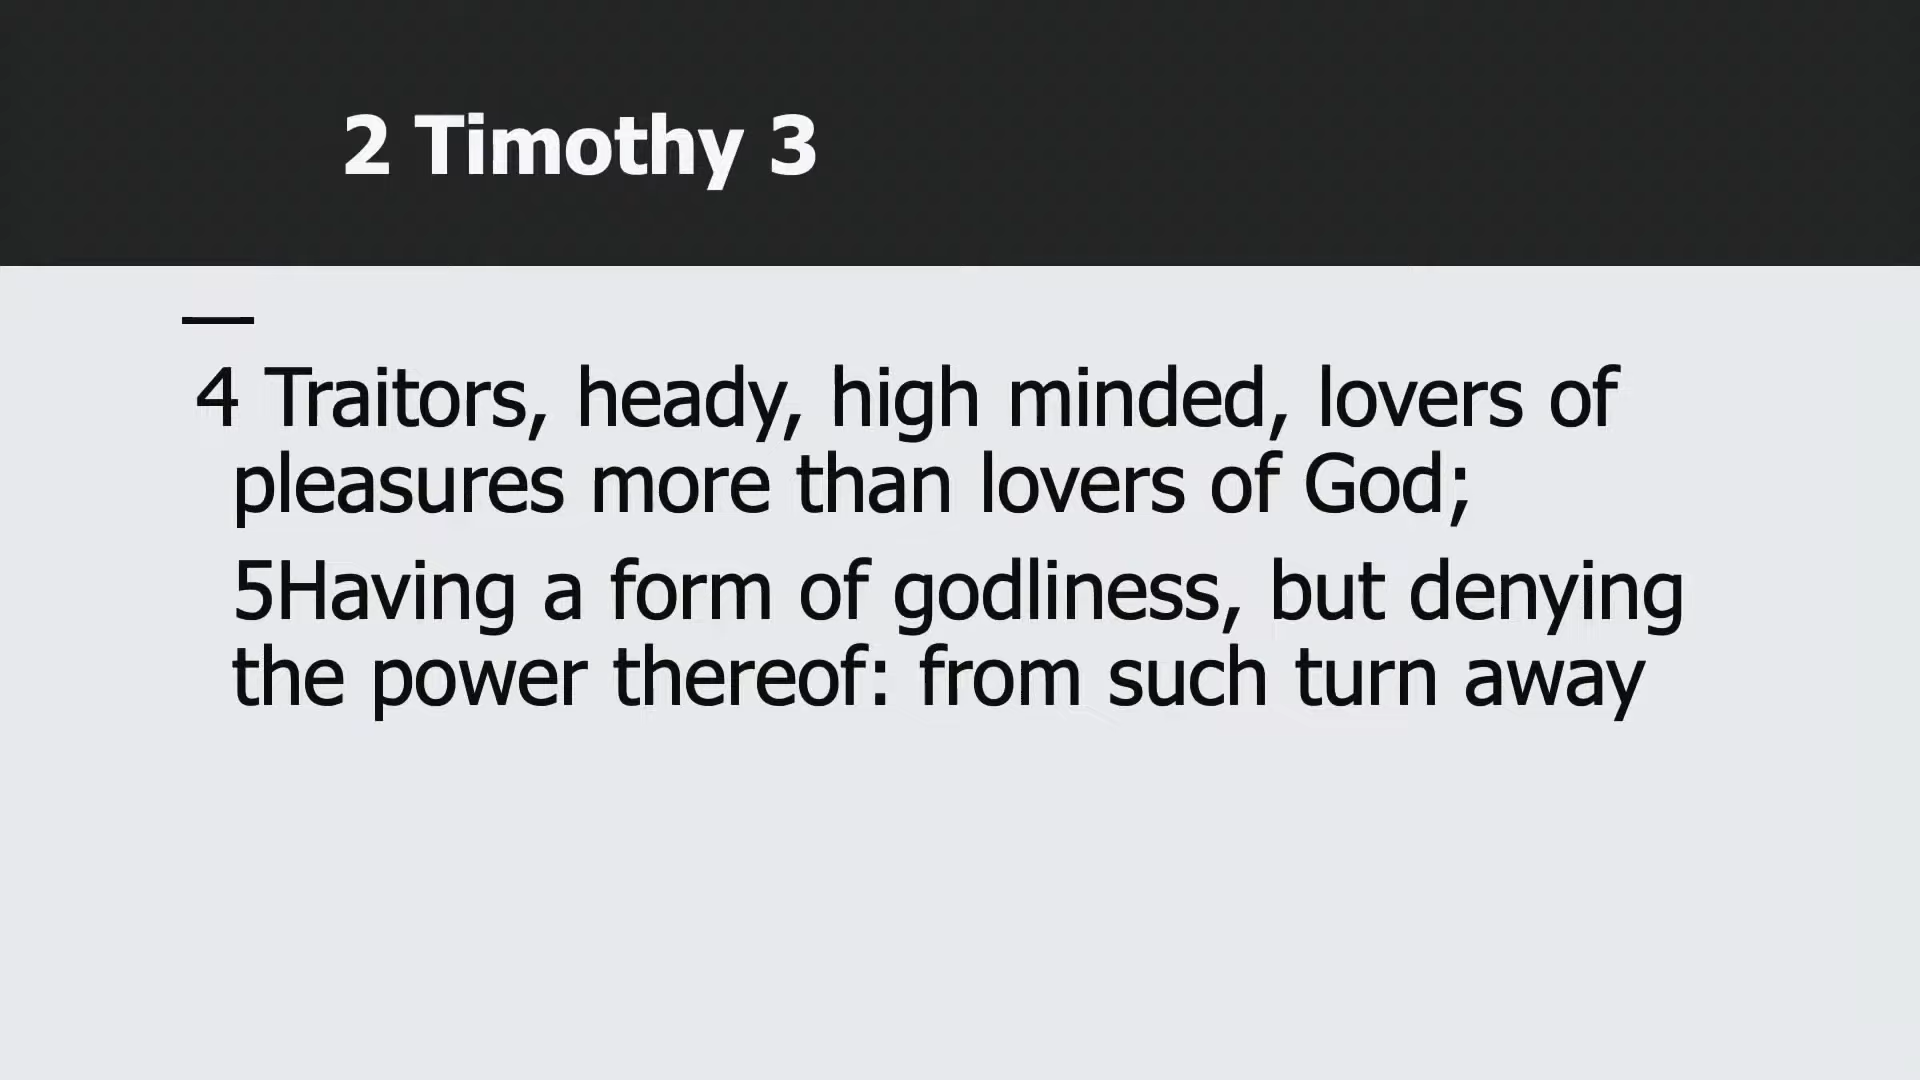 2 Timothy 3
4 Traitors, heady, high minded, lovers of
pleasures more than lovers of God;
5Having a form of godliness, but denying
the power thereof: from such turn away